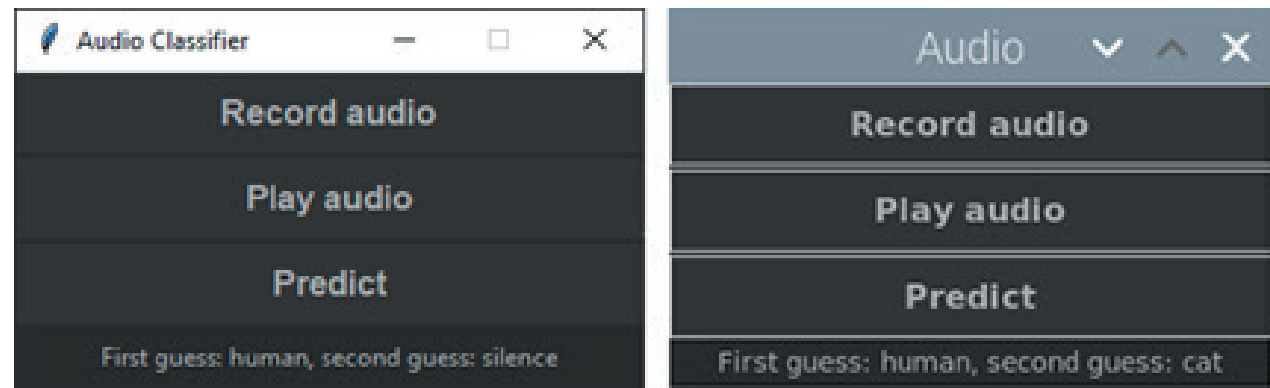 Audio Classifier
Record audio
Play audio
Predict
First guess: human, second guess: silence
Audio
Record audio
Play audio
Predict
First guess: human, second guess: cat